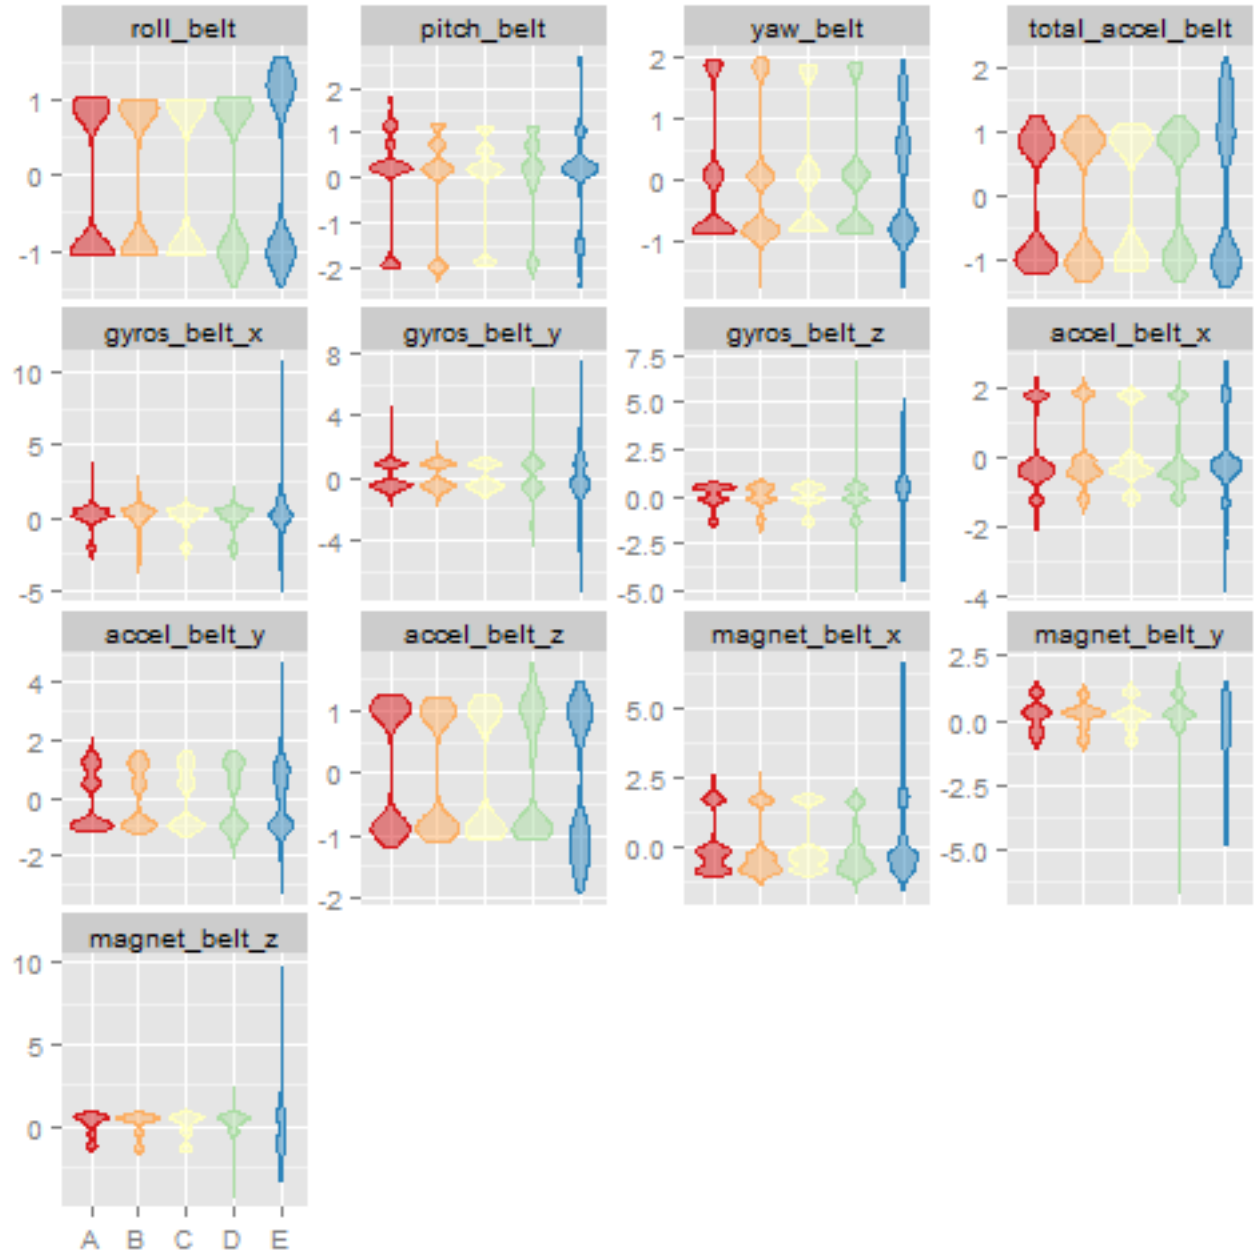 roll_belt pitch_belt yaw_belt total_accel_belt
1 0 -1
2 1 0 -1 -2
2 1 0 -1
2 1 0 -1
gyros_belt_x gyros_belt_y gyros_belt_z accel_belt_x
10 5 0 -5
8 4 0 -4
7.5 5.0 2.5 0.0 -2.5 -5.0
2 0 -2 -4
accel_belt_y accel_belt_z magnet_belt_x magnet_belt_y
4 2 0 -2
1 0 -1 -2
5.0 2.5 0.0
2.5 0.0 -2.5 -5.0
magnet_belt_z
10 5 0
A B C D E